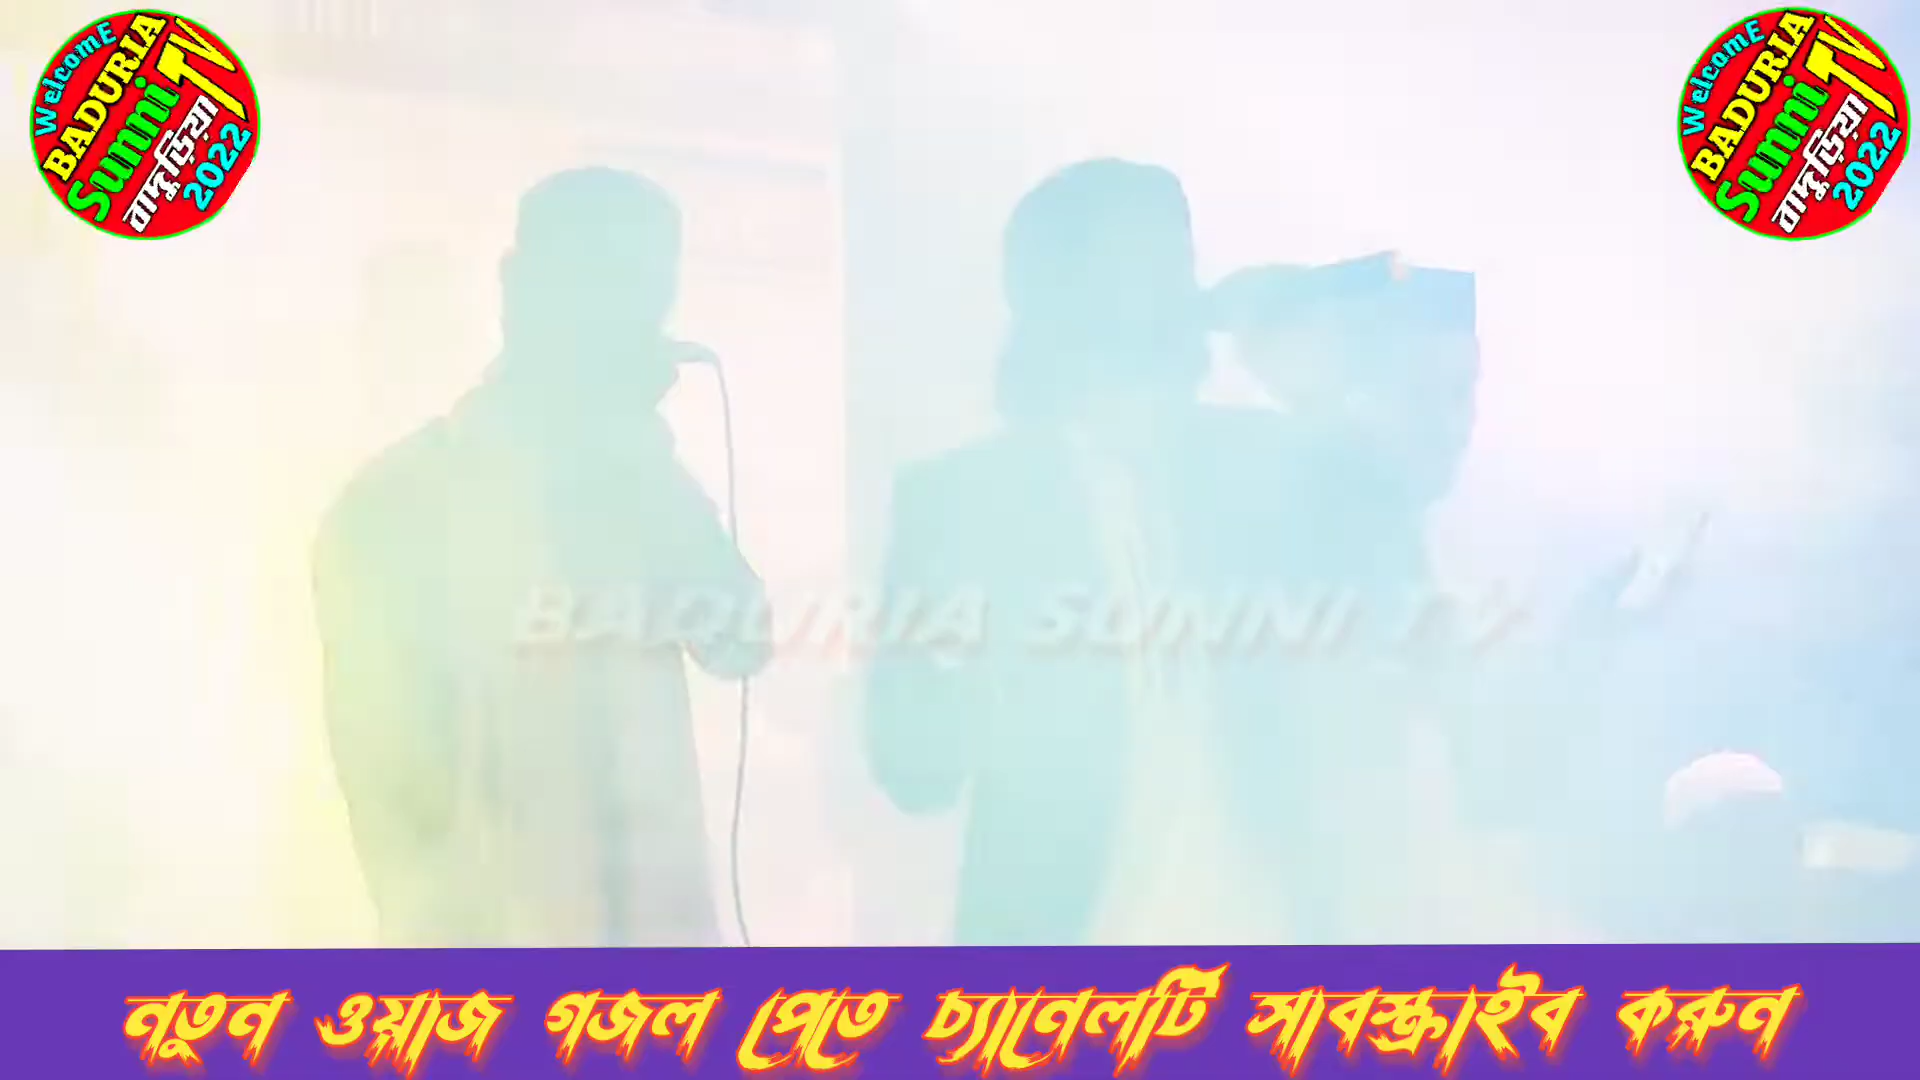 WelcomE
BADURIA
Sunni TV
বাদুড়িয়া
2022
WelcomE
BADURIA
Sunni TV
বাদুড়িয়া
2022
BADURIA SUNNI TV
নতুন ওয়াজ গজল পেতে চ্যানেলটি সাবস্ক্রাইব করুন